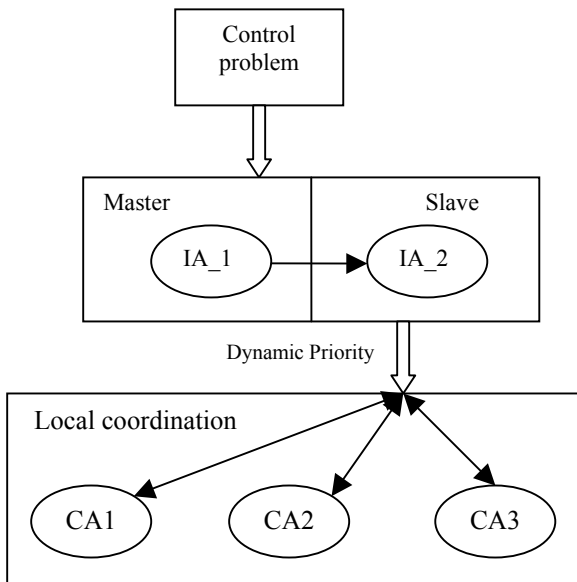 Control
problem
Master
Slave
IA_1
IA_2
Dynamic Priority
Local coordination
CA1
CA2
CA3